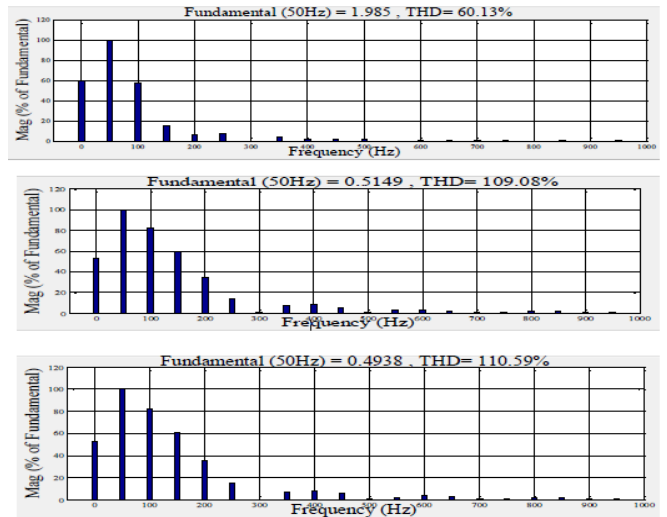 Fundamental (50Hz) = 1.985 , THD= 60.13%
Mag (% of Fundamental)
120
100
80
60
40
20
0
0 100 200 300 400 500 600 700 800 900 1000
Frequency (Hz)
Fundamental (50Hz) = 0.5149 , THD= 109.08%
Mag (% of Fundamental)
120
100
80
60
40
20
0
0 100 200 300 400 500 600 700 800 900 1000
Frequency (Hz)
Fundamental (50Hz) = 0.4938 , THD= 110.59%
Mag (% of Fundamental)
120
100
80
60
40
20
0
0 100 200 300 400 500 600 700 800 900 1000
Frequency (Hz)